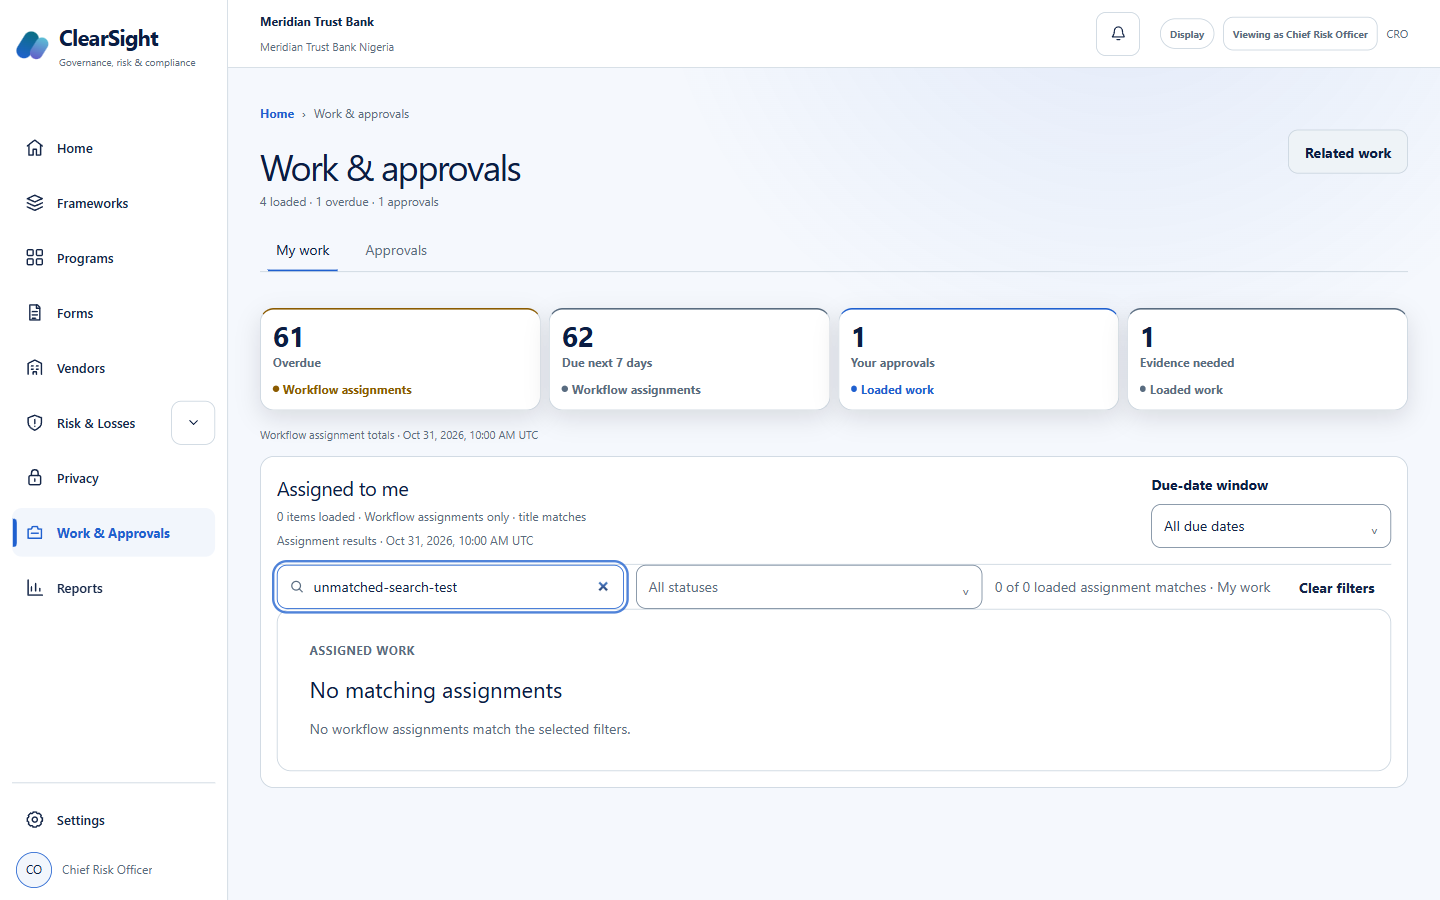 ClearSight
Governance, risk & compliance
Home
Frameworks
Programs
Forms
Vendors
Risk & Losses
Privacy
Work & Approvals
Reports
Settings
CO
Chief Risk Officer
Meridian Trust Bank
Meridian Trust Bank Nigeria
Display
Viewing as Chief Risk Officer
CRO
Home › Work & approvals
Work & approvals
4 loaded · 1 overdue · 1 approvals
Related work
My work
Approvals
61
Overdue
Workflow assignments
62
Due next 7 days
Workflow assignments
1
Your approvals
Loaded work
1
Evidence needed
Loaded work
Workflow assignment totals · Oct 31, 2026, 10:00 AM UTC
Assigned to me
0 items loaded · Workflow assignments only · title matches
Assignment results · Oct 31, 2026, 10:00 AM UTC
Due-date window
All due dates
unmatched-search-test
All statuses
0 of 0 loaded assignment matches · My work
Clear filters
ASSIGNED WORK
No matching assignments
No workflow assignments match the selected filters.